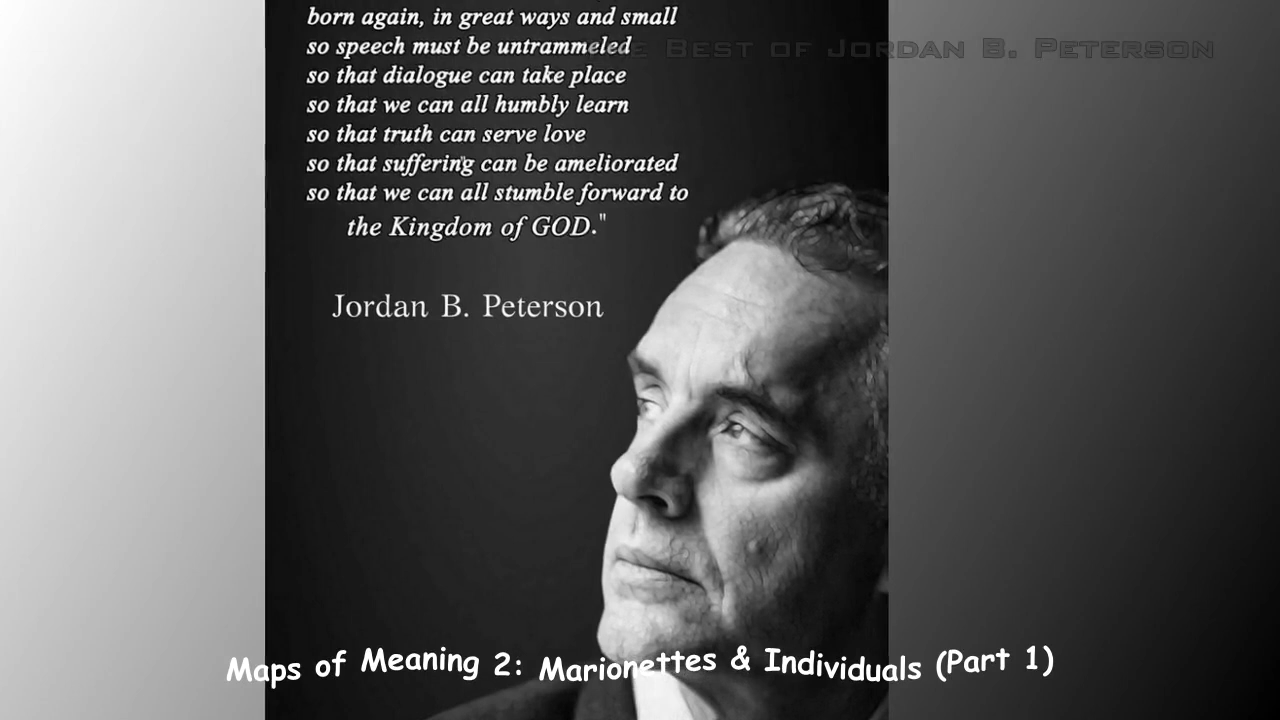 born again, in great ways and small
so speech must be untrammeled
BEST OF JORDAN B. PETERSON
so that dialogue can take place
so that we can all humbly learn
so that truth can serve love
so that suffering can be ameliorated
so that we can all stumble forward to
the Kingdom of GOD."
Jordan B. Peterson
Maps of Meaning 2: Marionettes & Individuals (Part 1)